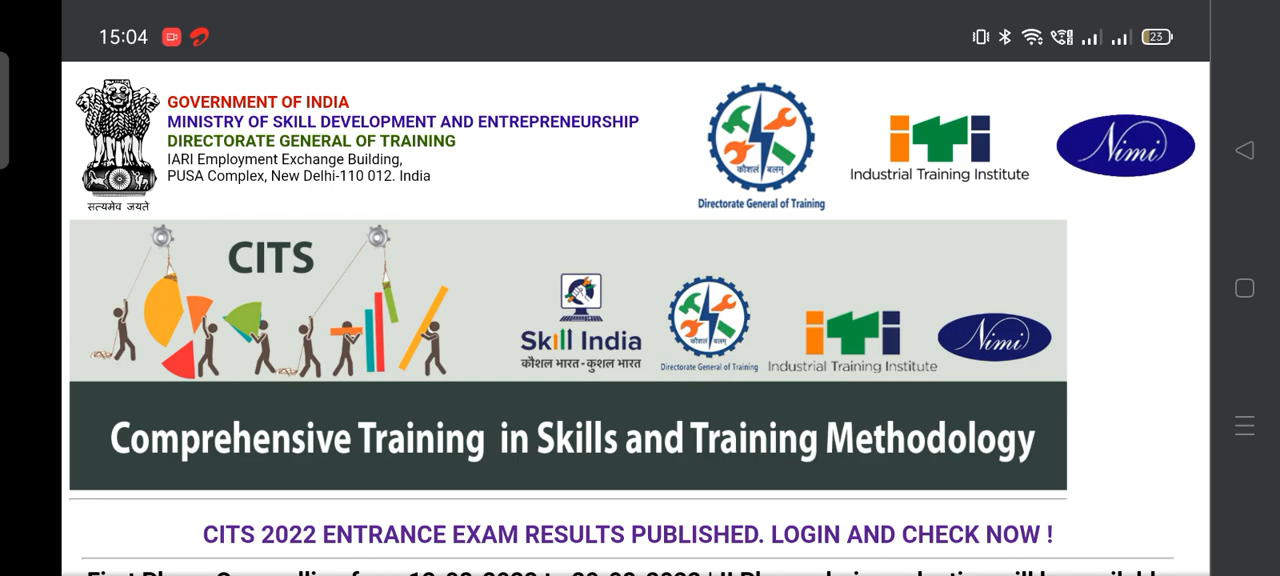 15:04
23
GOVERNMENT OF INDIA
MINISTRY OF SKILL DEVELOPMENT AND ENTREPRENEURSHIP
DIRECTORATE GENERAL OF TRAINING
IARI Employment Exchange Building,
PUSA Complex, New Delhi-110 012. India
सत्यमेव जयते
कौशलं बलम्
Directorate General of Training
iTi
Industrial Training Institute
Nimi
CITS
Skill India
कौशल भारत-कुशल भारत
कौशलं बलम्
Directorate General of Training
iTi
Industrial Training Institute
Nimi
Comprehensive Training in Skills and Training Methodology
CITS 2022 ENTRANCE EXAM RESULTS PUBLISHED. LOGIN AND CHECK NOW !